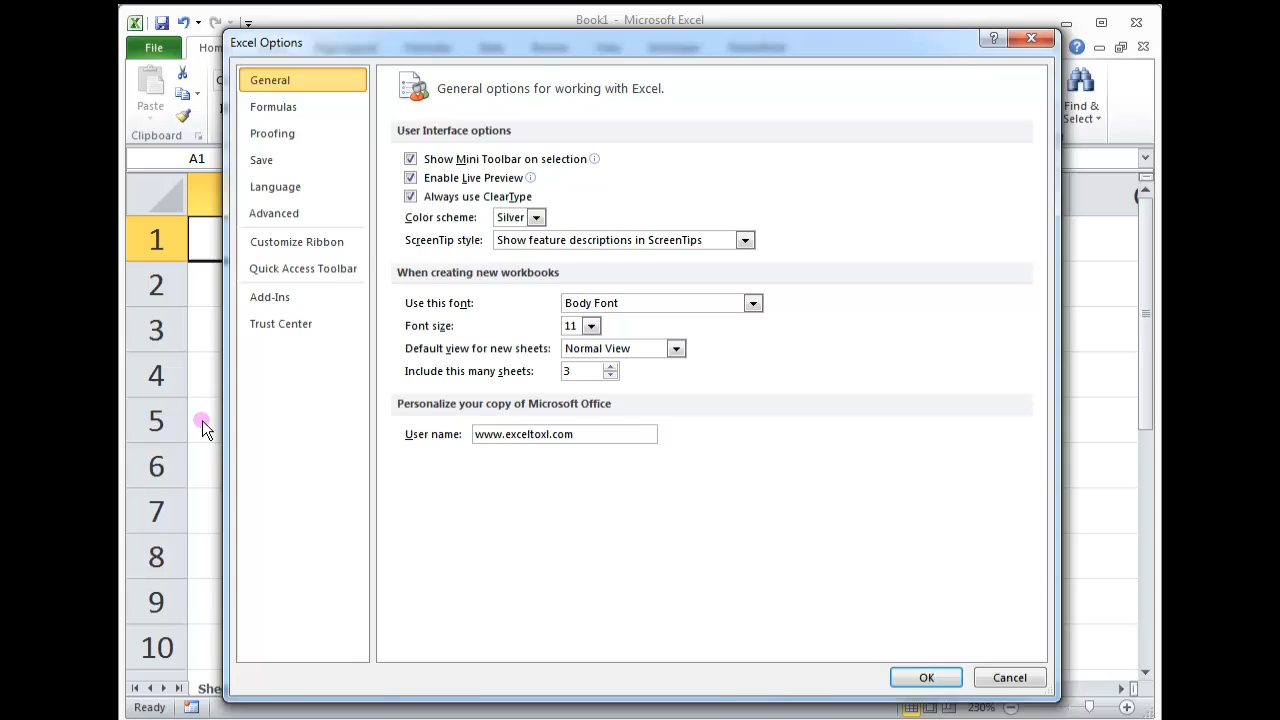 Book1 - Microsoft Excel
Excel Options
File
Hom
Paste
Clipboard
Find &
Select
A1
General
Formulas
Proofing
Save
Language
Advanced
Customize Ribbon
Quick Access Toolbar
Add-Ins
Trust Center
General options for working with Excel.
User Interface options
Show Mini Toolbar on selection
Enable Live Preview
Always use ClearType
Color scheme: Silver
ScreenTip style: Show feature descriptions in ScreenTips
When creating new workbooks
Use this font: Body Font
Font size: 11
Default view for new sheets: Normal View
Include this many sheets: 3
Personalize your copy of Microsoft Office
User name: www.exceltoxl.com
1
2
3
4
5
6
7
8
9
10
She
OK
Cancel
Ready
230%